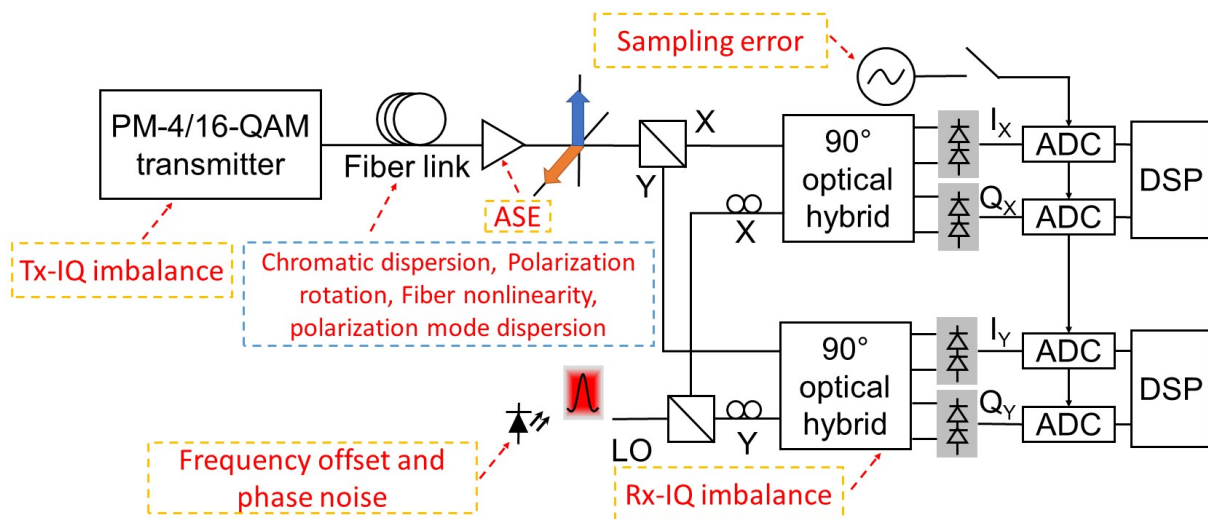 Sampling error
PM-4/16-QAM
transmitter
Fiber link
ASE
Tx-IQ imbalance
Chromatic dispersion, Polarization
rotation, Fiber nonlinearity,
polarization mode dispersion
X
Y
90°
optical
hybrid
X
I_X
Q_X
ADC
ADC
DSP
90°
optical
hybrid
I_Y
Q_Y
ADC
ADC
DSP
LO
Y
Frequency offset and
phase noise
Rx-IQ imbalance